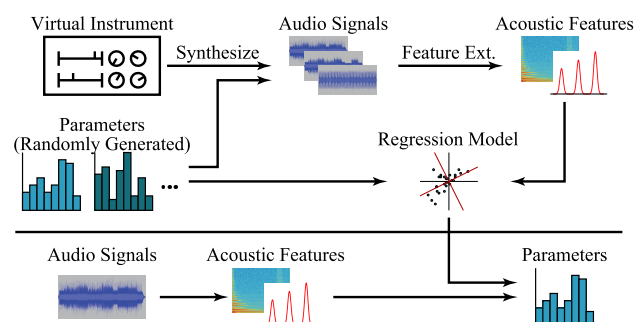 Virtual Instrument
Audio Signals
Acoustic Features
Synthesize
Feature Ext.
Parameters
(Randomly Generated)
Regression Model
Audio Signals
Acoustic Features
Parameters